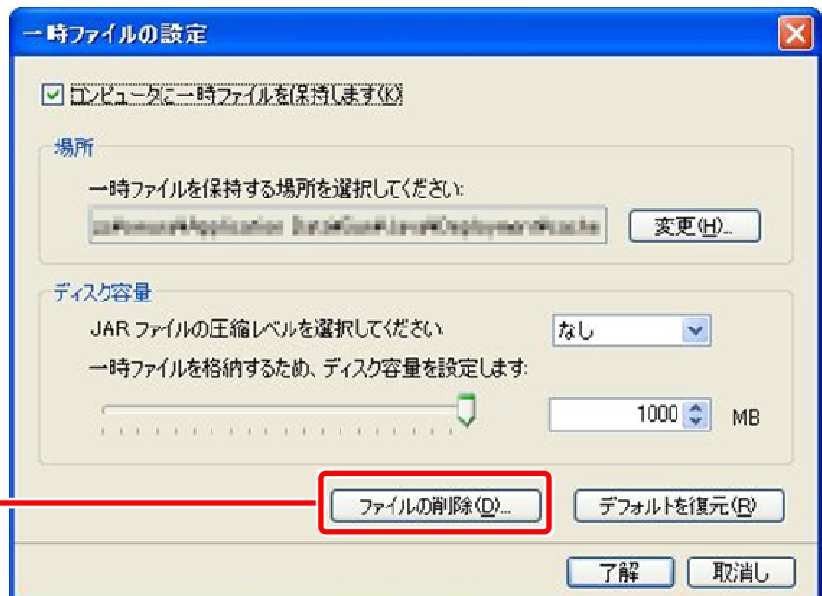 一時ファイルの設定
コンピュータに一時ファイルを保持します(K)
場所
一時ファイルを保持する場所を選択してください:
変更(H)...
ディスク容量
JAR ファイルの圧縮レベルを選択してください
なし
一時ファイルを格納するため、ディスク容量を設定します:
1000
MB
ファイルの削除(D)...
デフォルトを復元(R)
了解
取消し